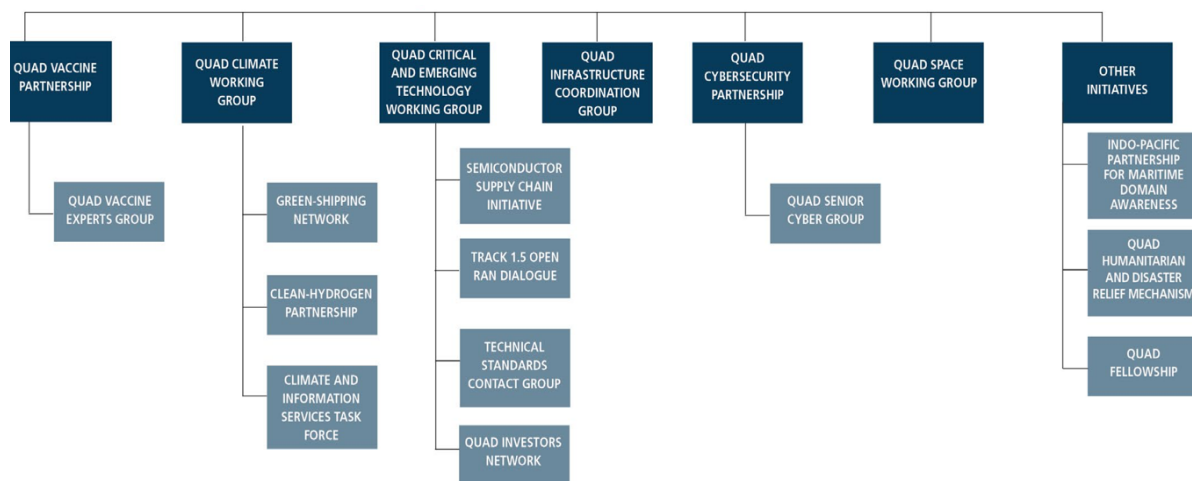 QUAD VACCINE
PARTNERSHIP
QUAD CLIMATE
WORKING
GROUP
QUAD CRITICAL
AND EMERGING
TECHNOLOGY
WORKING GROUP
QUAD
INFRASTRUCTURE
COORDINATION
GROUP
QUAD
CYBERSECURITY
PARTNERSHIP
QUAD SPACE
WORKING GROUP
OTHER
INITIATIVES
QUAD VACCINE
EXPERTS GROUP
GREEN-SHIPPING
NETWORK
CLEAN-HYDROGEN
PARTNERSHIP
CLIMATE AND
INFORMATION
SERVICES TASK
FORCE
SEMICONDUCTOR
SUPPLY CHAIN
INITIATIVE
TRACK 1.5 OPEN
RAN DIALOGUE
TECHNICAL
STANDARDS
CONTACT GROUP
QUAD INVESTORS
NETWORK
QUAD SENIOR
CYBER GROUP
INDO-PACIFIC
PARTNERSHIP
FOR MARITIME
DOMAIN
AWARENESS
QUAD
HUMANITARIAN
AND DISASTER
RELIEF MECHANISM
QUAD
FELLOWSHIP